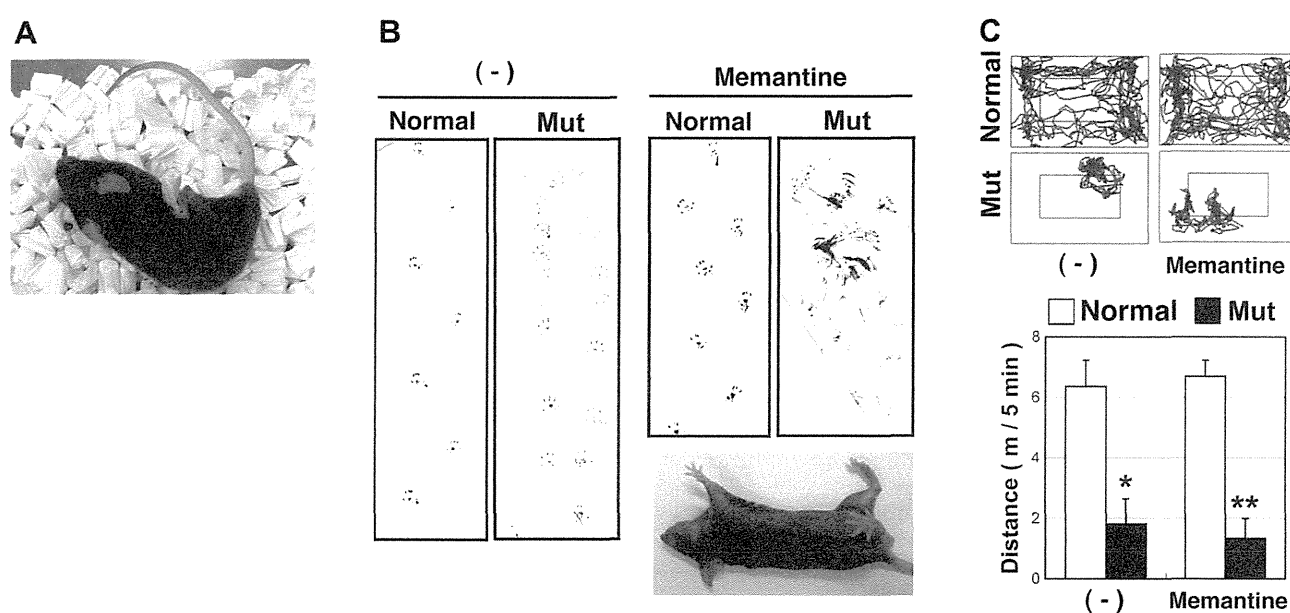 A
B
( - )
Memantine
Normal
Mut
Normal
Mut
C
Normal
Mut
( - )
Memantine
Normal
Mut
Distance ( m / 5 min )
8
6
4
2
0
*
**
( - )
Memantine